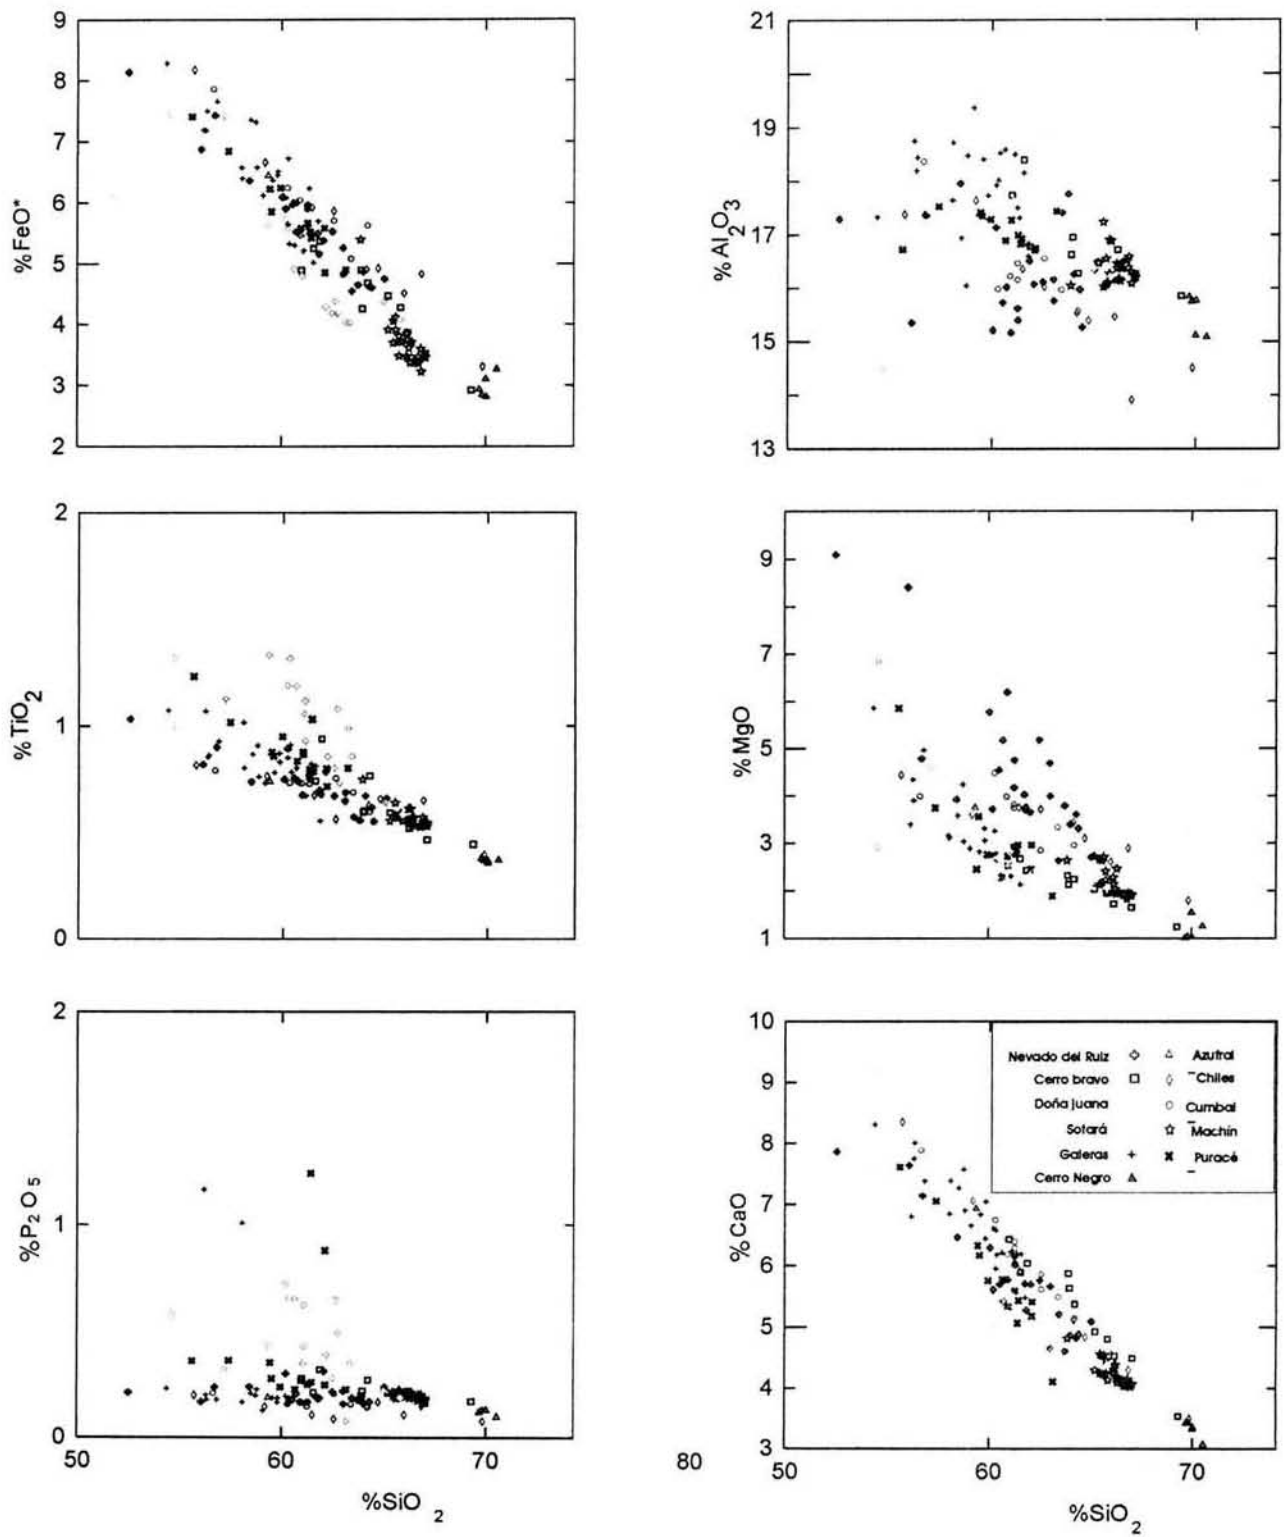 9
8
7
6
5
4
3
2
%FeO*
21
19
17
15
13
%Al2O3
2
1
0
%TiO2
9
7
5
3
1
%MgO
2
1
0
%P2O5
50
60
70
80
%SiO2
10
9
8
7
6
5
4
3
%CaO
Nevado del Ruiz
Azufral
Cerro bravo
Chiles
Doña juana
Cumbal
Sotará
Machín
Galeras
Puracé
Cerro Negro
50
60
70
%SiO2